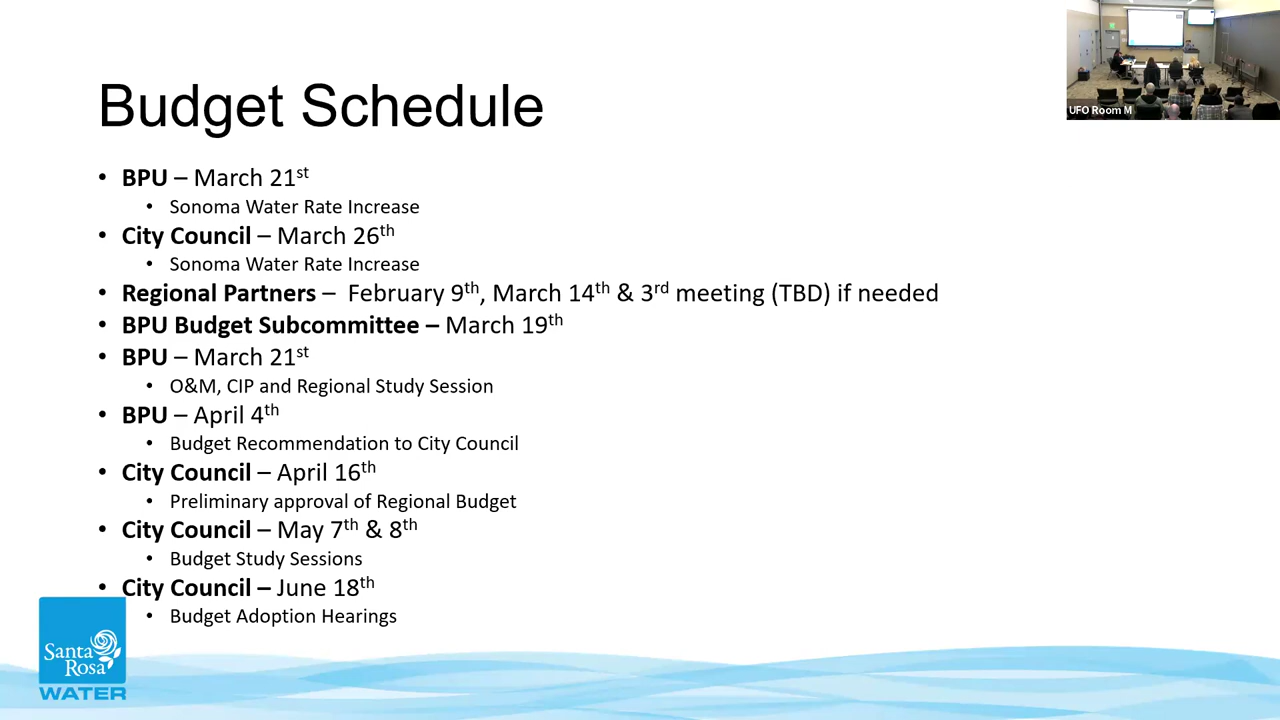 Budget Schedule
UFO Room M
• BPU – March 21st
• Sonoma Water Rate Increase
• City Council – March 26th
• Sonoma Water Rate Increase
• Regional Partners – February 9th, March 14th & 3rd meeting (TBD) if needed
• BPU Budget Subcommittee – March 19th
• BPU – March 21st
• O&M, CIP and Regional Study Session
• BPU – April 4th
• Budget Recommendation to City Council
• City Council – April 16th
• Preliminary approval of Regional Budget
• City Council – May 7th & 8th
• Budget Study Sessions
• City Council – June 18th
• Budget Adoption Hearings
Santa
Rosa
WATER